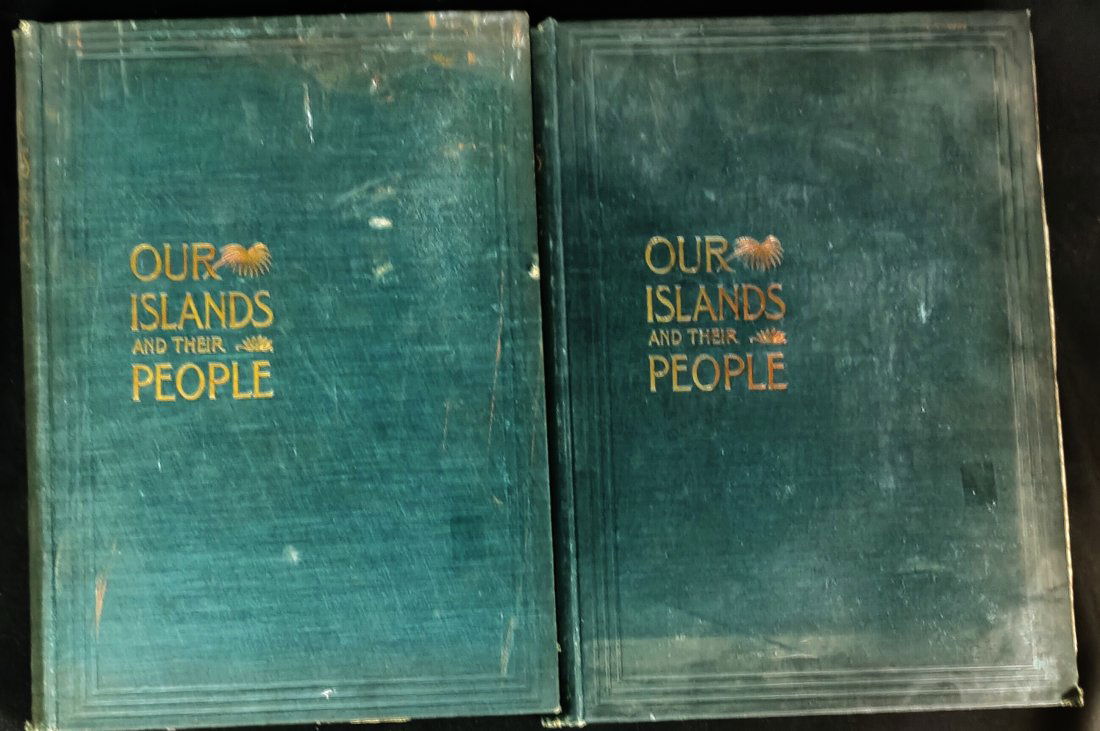 OUR
ISLANDS
AND THEIR
PEOPLE
OUR
ISLANDS
AND THEIR
PEOPLE